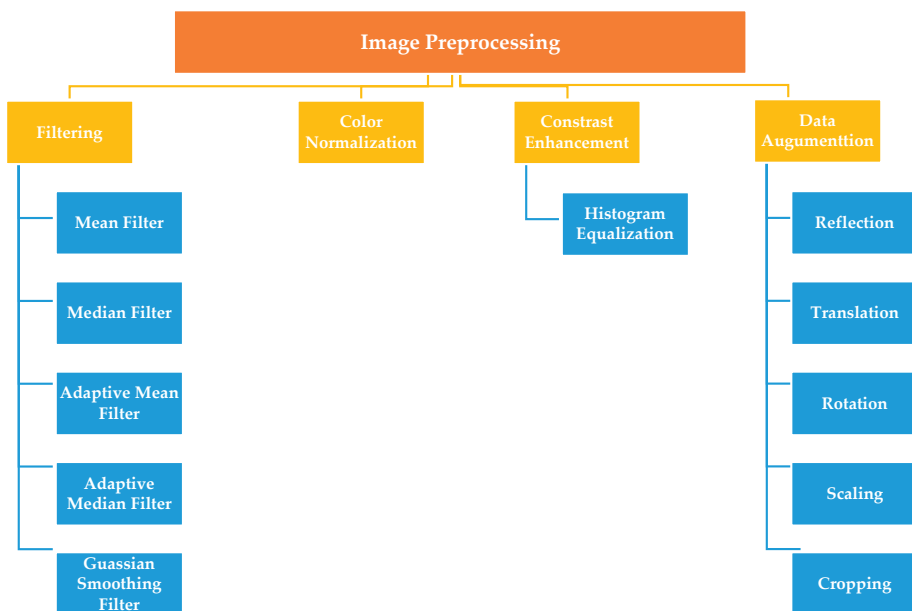 Image Preprocessing
Filtering
Color
Normalization
Constrast
Enhancement
Data
Augumenttion
Mean Filter
Median Filter
Adaptive Mean
Filter
Adaptive
Median Filter
Guassian
Smoothing
Filter
Histogram
Equalization
Reflection
Translation
Rotation
Scaling
Cropping